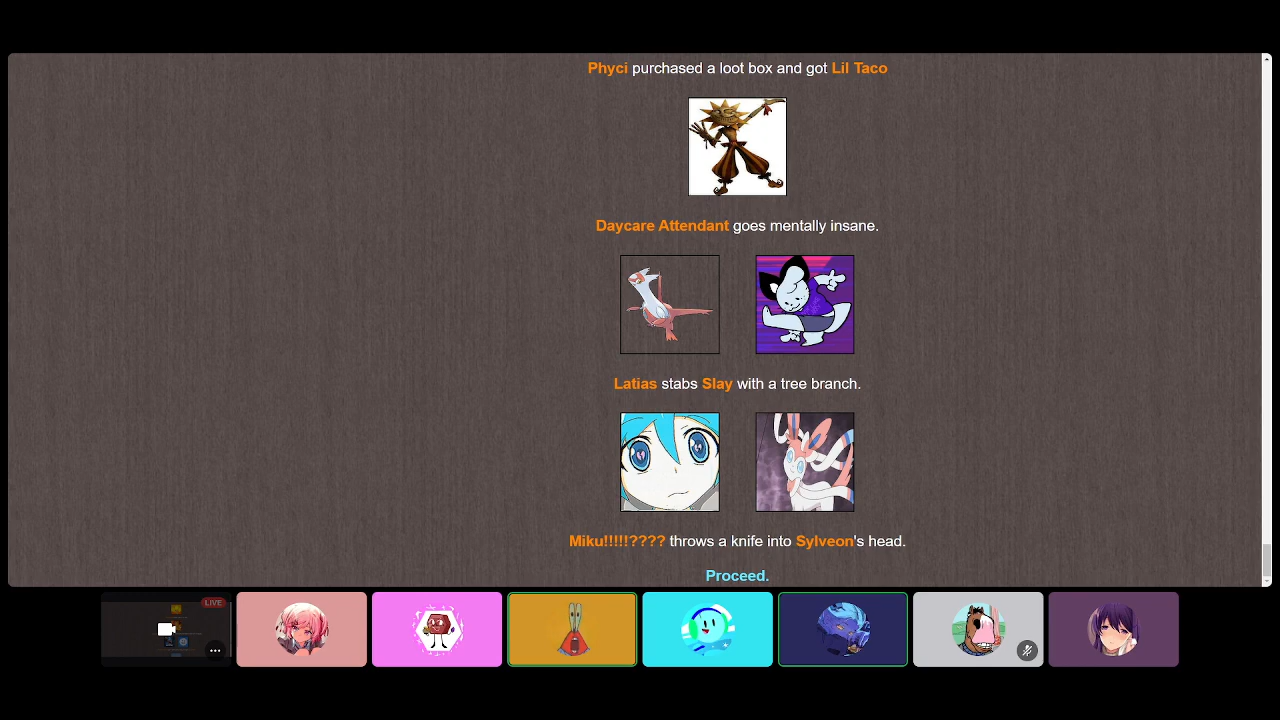 Phyci purchased a loot box and got Lil Taco
Daycare Attendant goes mentally insane.
Latias stabs Slay with a tree branch.
Miku!!!!!???? throws a knife into Sylveon's head.
Proceed.
LIVE